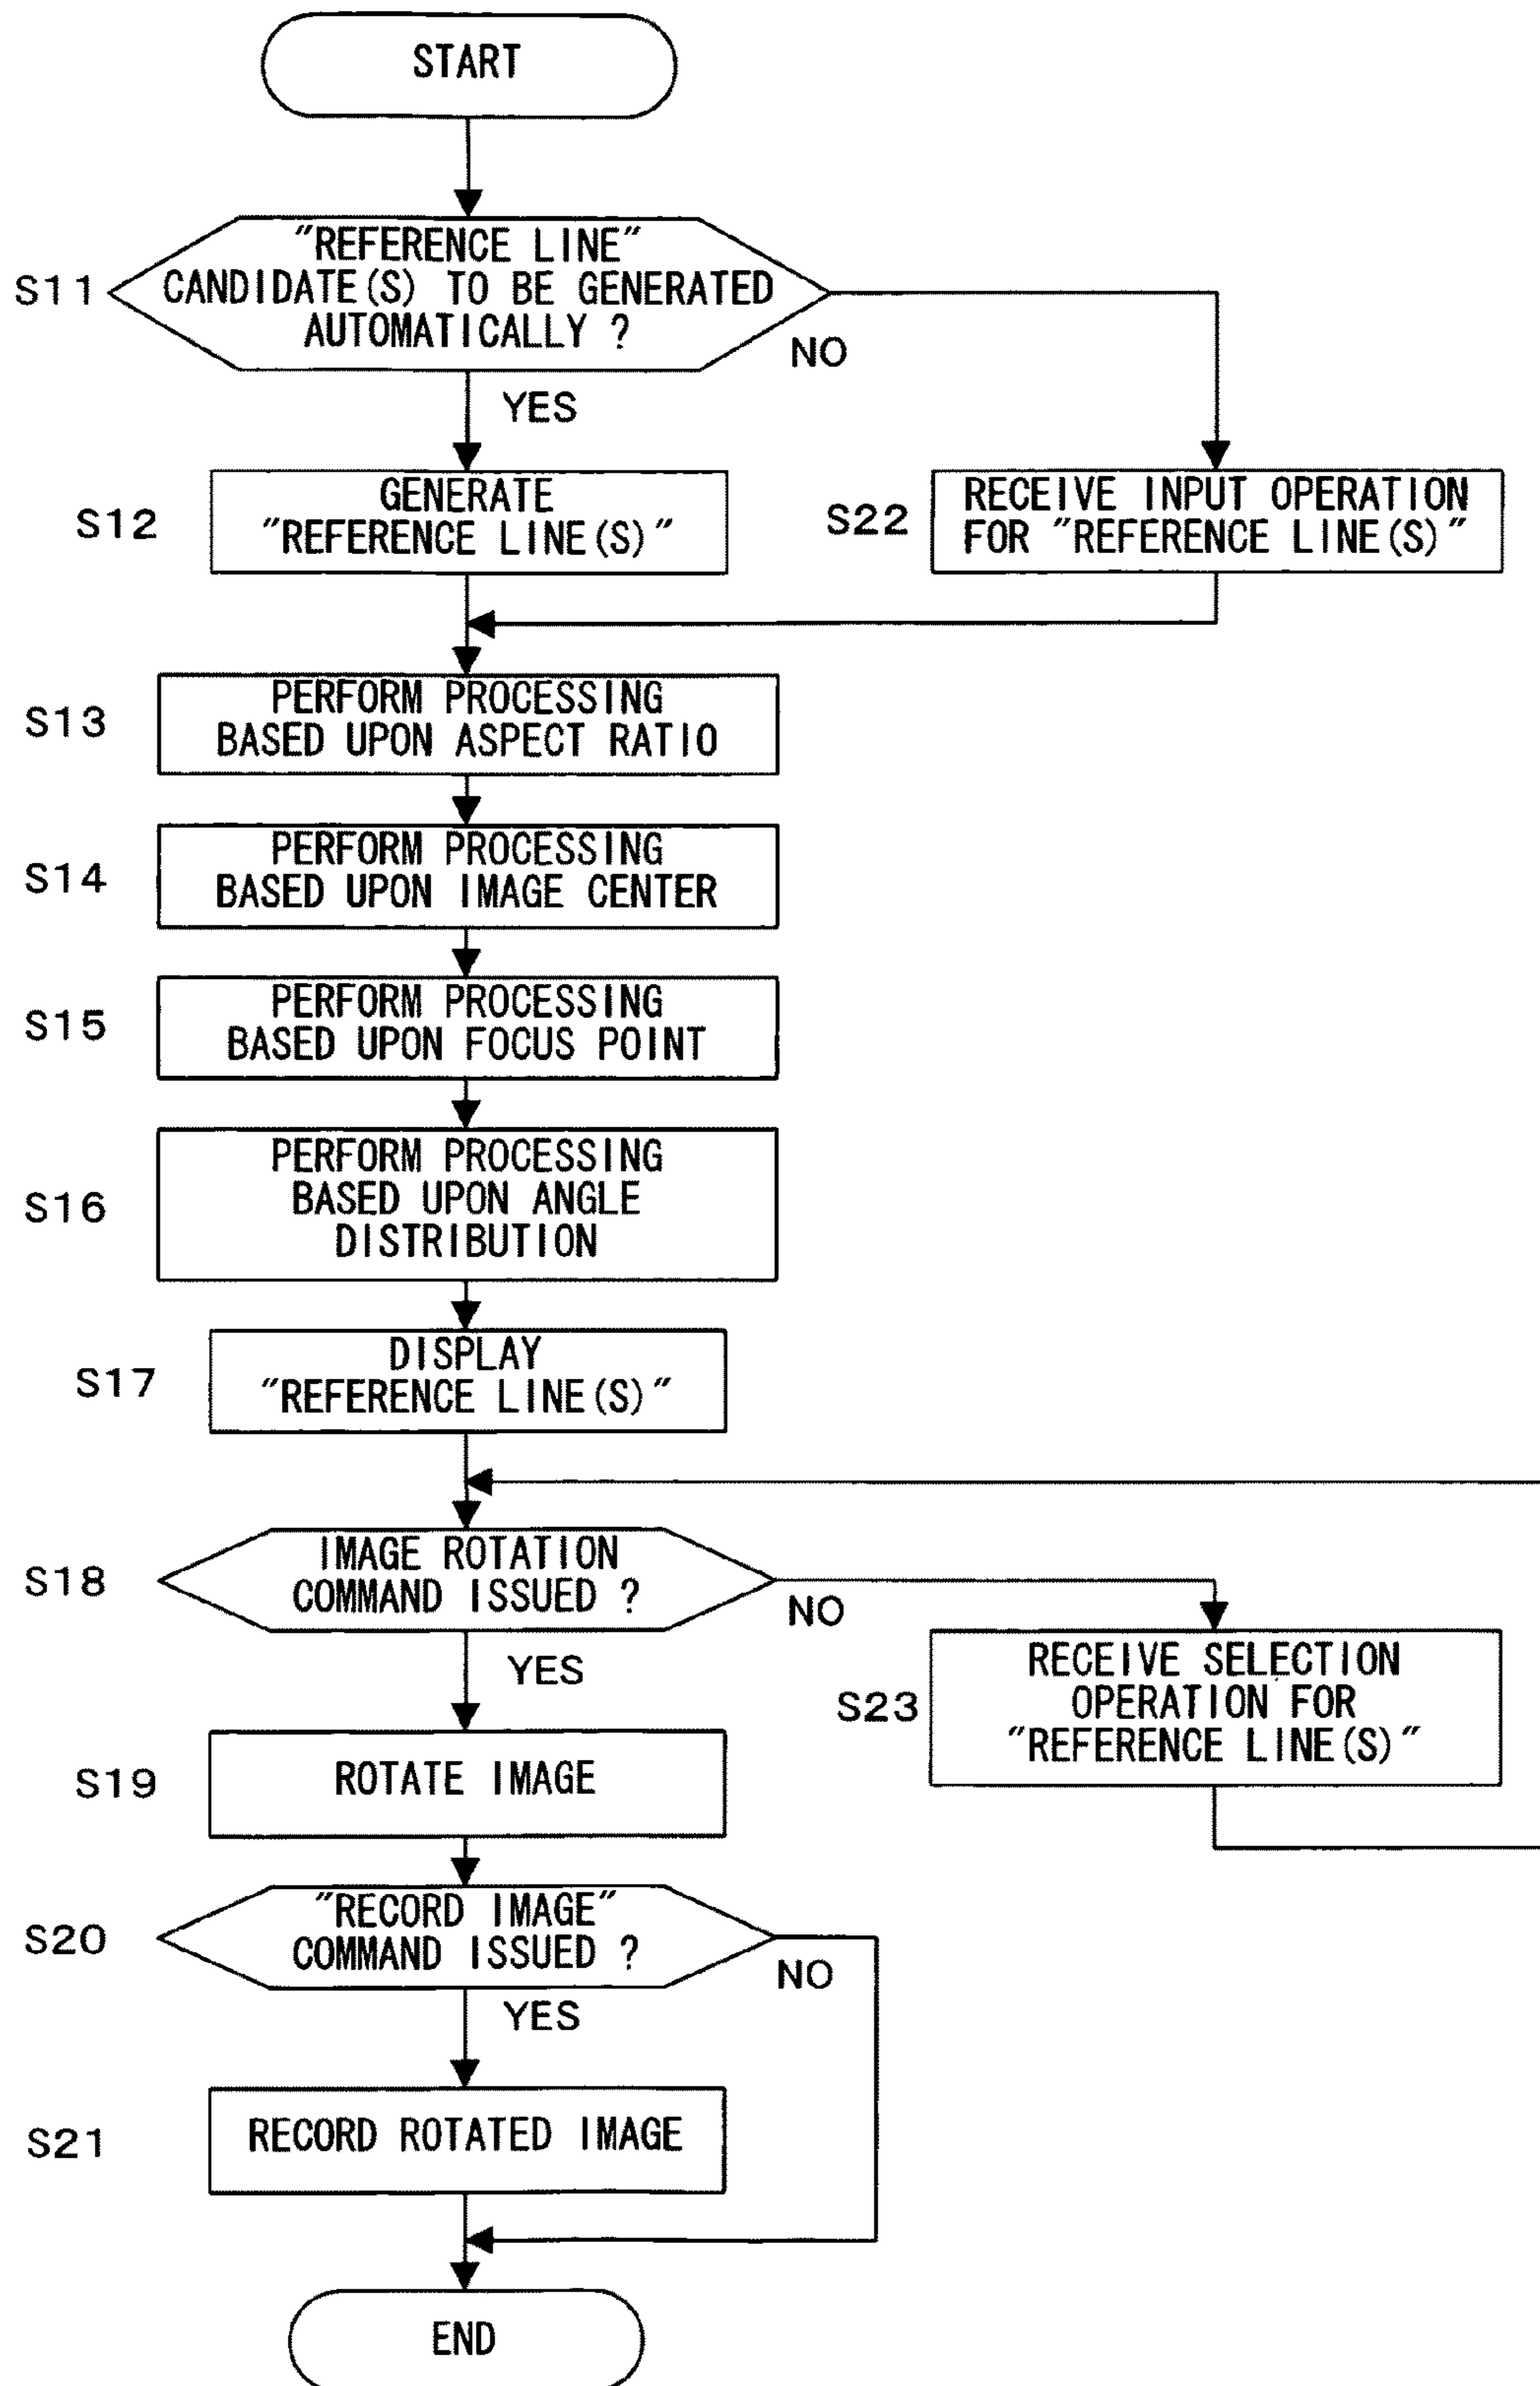 START
S11
"REFERENCE LINE"
CANDIDATE(S) TO BE GENERATED
AUTOMATICALLY ?
NO
YES
S12
GENERATE
"REFERENCE LINE(S)"
S22
RECEIVE INPUT OPERATION
FOR "REFERENCE LINE(S)"
S13
PERFORM PROCESSING
BASED UPON ASPECT RATIO
S14
PERFORM PROCESSING
BASED UPON IMAGE CENTER
S15
PERFORM PROCESSING
BASED UPON FOCUS POINT
S16
PERFORM PROCESSING
BASED UPON ANGLE
DISTRIBUTION
S17
DISPLAY
"REFERENCE LINE(S)"
S18
IMAGE ROTATION
COMMAND ISSUED ?
NO
YES
S23
RECEIVE SELECTION
OPERATION FOR
"REFERENCE LINE(S)"
S19
ROTATE IMAGE
S20
"RECORD IMAGE"
COMMAND ISSUED ?
NO
YES
S21
RECORD ROTATED IMAGE
END